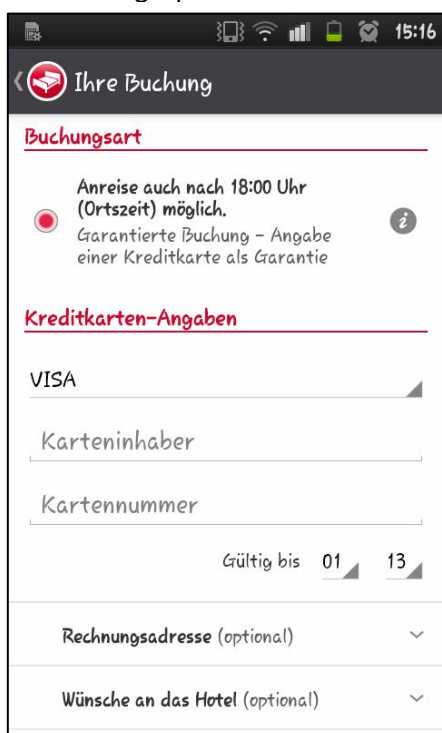 15:16
Ihre Buchung
Buchungsart
Anreise auch nach 18:00 Uhr
(Ortszeit) möglich.
Garantierte Buchung - Angabe
einer Kreditkarte als Garantie
i
Kreditkarten-Angaben
VISA
Karteninhaber
Kartennummer
Gültig bis 01 13
Rechnungsadresse (optional)
Wünsche an das Hotel (optional)